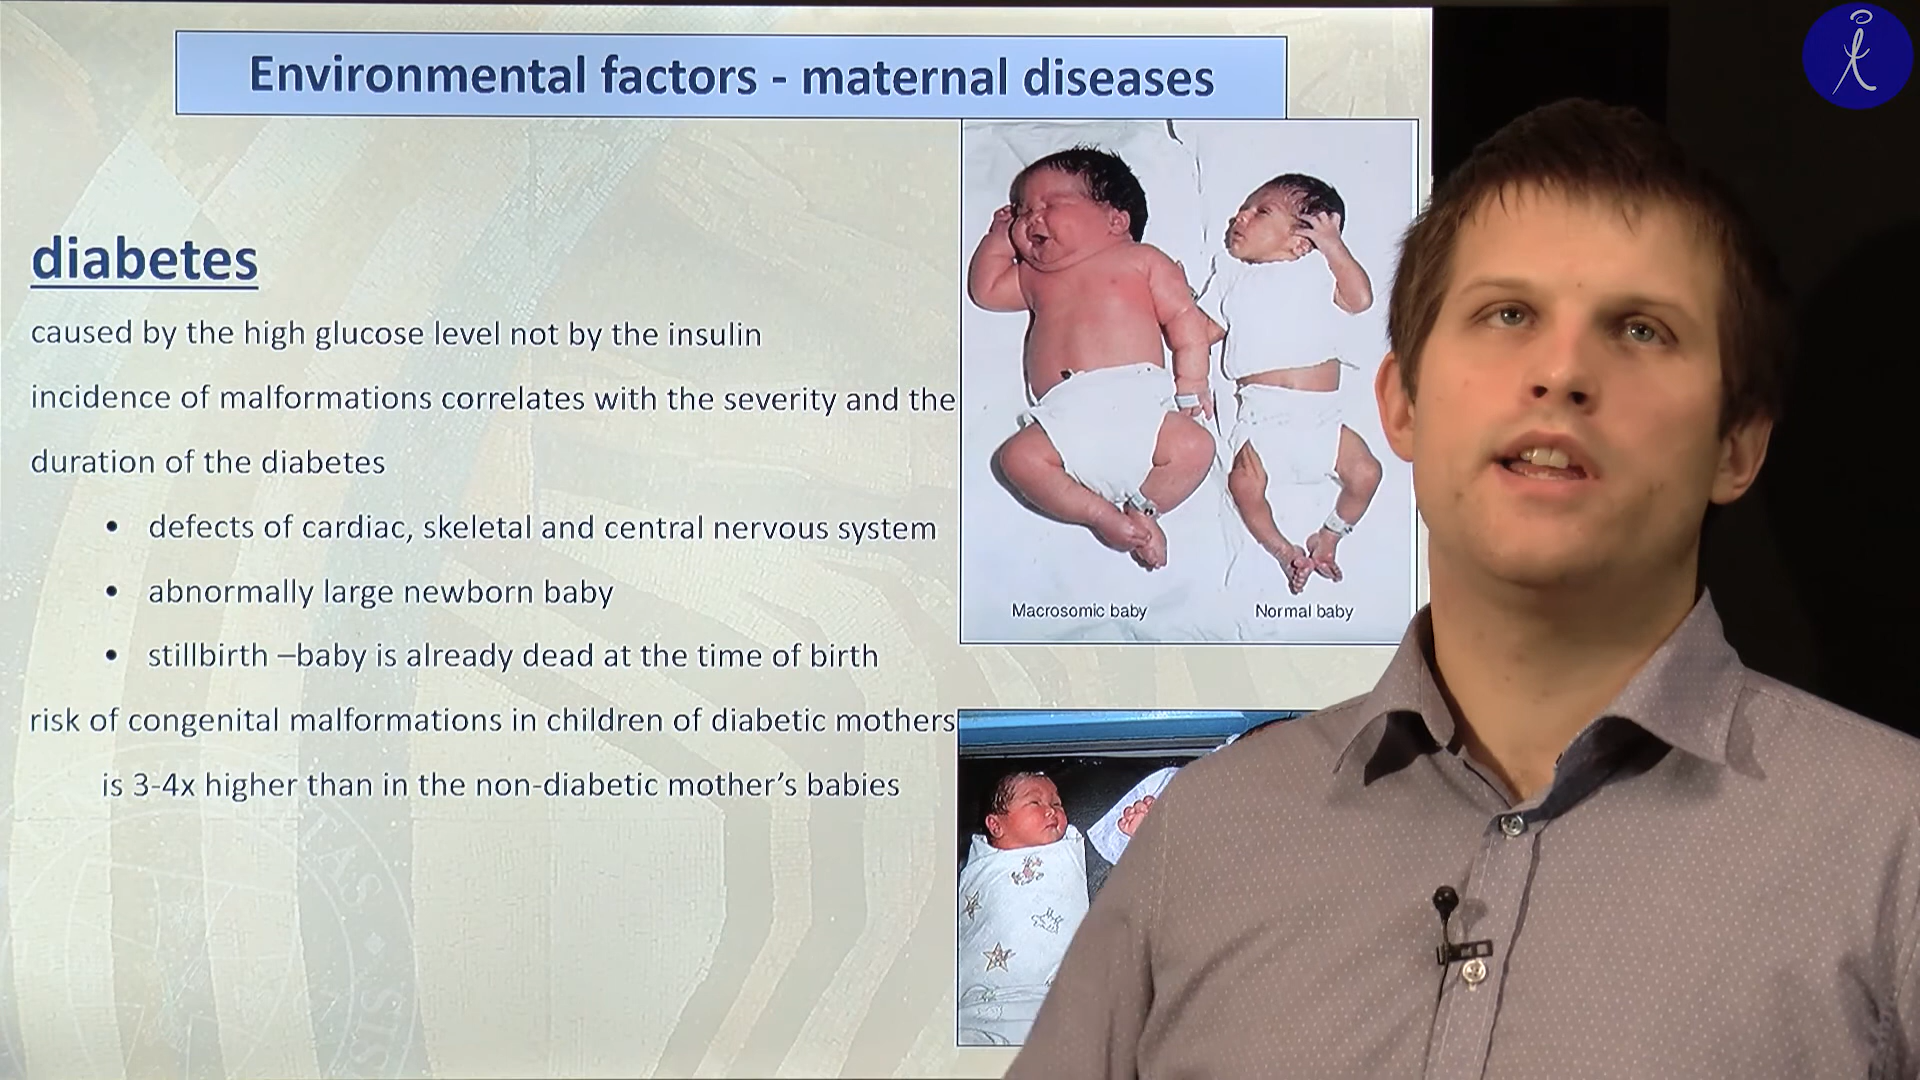 Environmental factors - maternal diseases
diabetes
caused by the high glucose level not by the insulin
incidence of malformations correlates with the severity and the
duration of the diabetes
• defects of cardiac, skeletal and central nervous system
• abnormally large newborn baby
• stillbirth –baby is already dead at the time of birth
risk of congenital malformations in children of diabetic mothers
is 3-4x higher than in the non-diabetic mother’s babies
Macrosomic baby
Normal baby